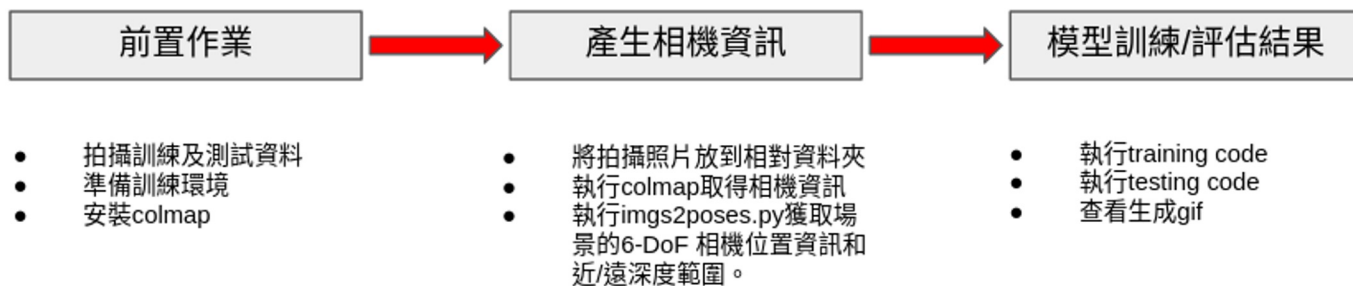 前置作業
產生相機資訊
模型訓練/評估結果
● 拍攝訓練及測試資料
● 準備訓練環境
● 安裝colmap
● 將拍攝照片放到相對資料夾
● 執行colmap取得相機資訊
● 執行imgs2poses.py獲取場
景的6-DoF 相機位置資訊和
近/遠深度範圍。
● 執行training code
● 執行testing code
● 查看生成gif